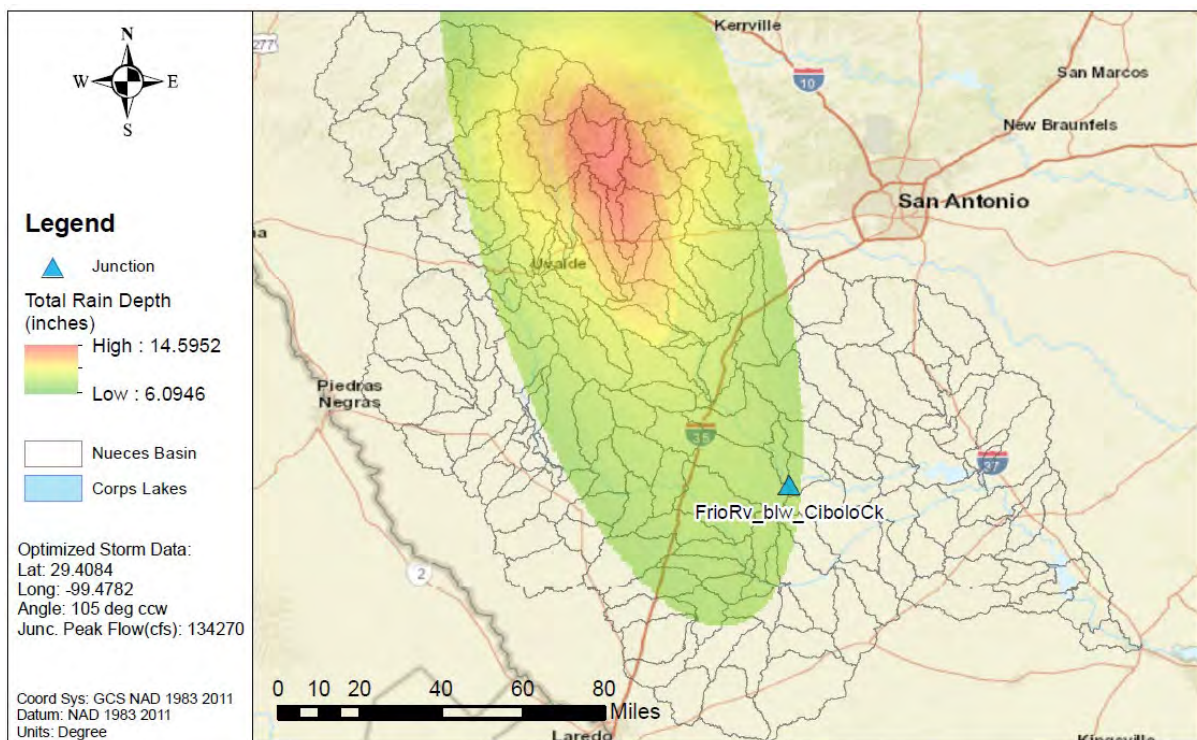 N
W
E
S
Legend
Junction
Total Rain Depth
(inches)
High : 14.5952
Low : 6.0946
Nueces Basin
Corps Lakes
Optimized Storm Data:
Lat: 29.4084
Long: -99.4782
Angle: 105 deg ccw
Junc. Peak Flow(cfs): 134270
Coord Sys: GCS NAD 1983 2011
Datum: NAD 1983 2011
Units: Degree
277
Kerrville
10
San Marcos
New Braunfels
San Antonio
na
Uvalde
Piedras
Negras
35
37
FrioRv_blw_CiboloCk
2
0 10 20 40 60 80
Miles
Laredo
Kingsville